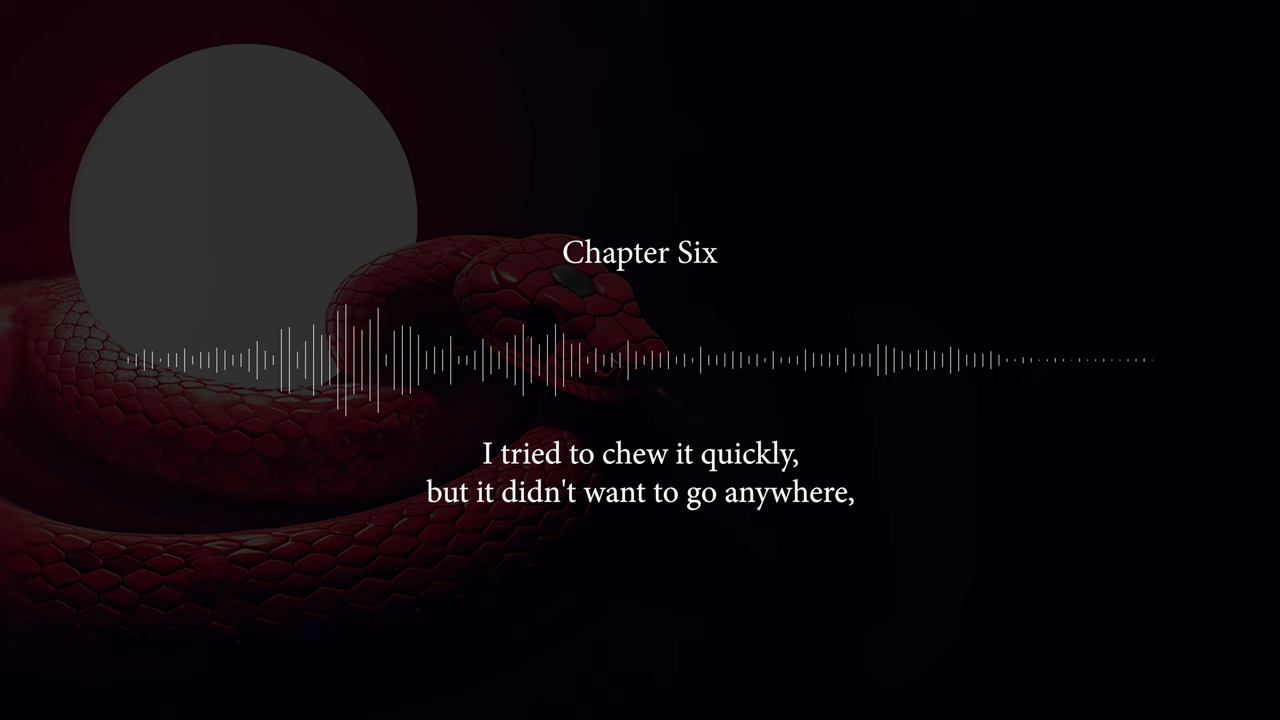 Chapter Six
I tried to chew it quickly,
but it didn't want to go anywhere,